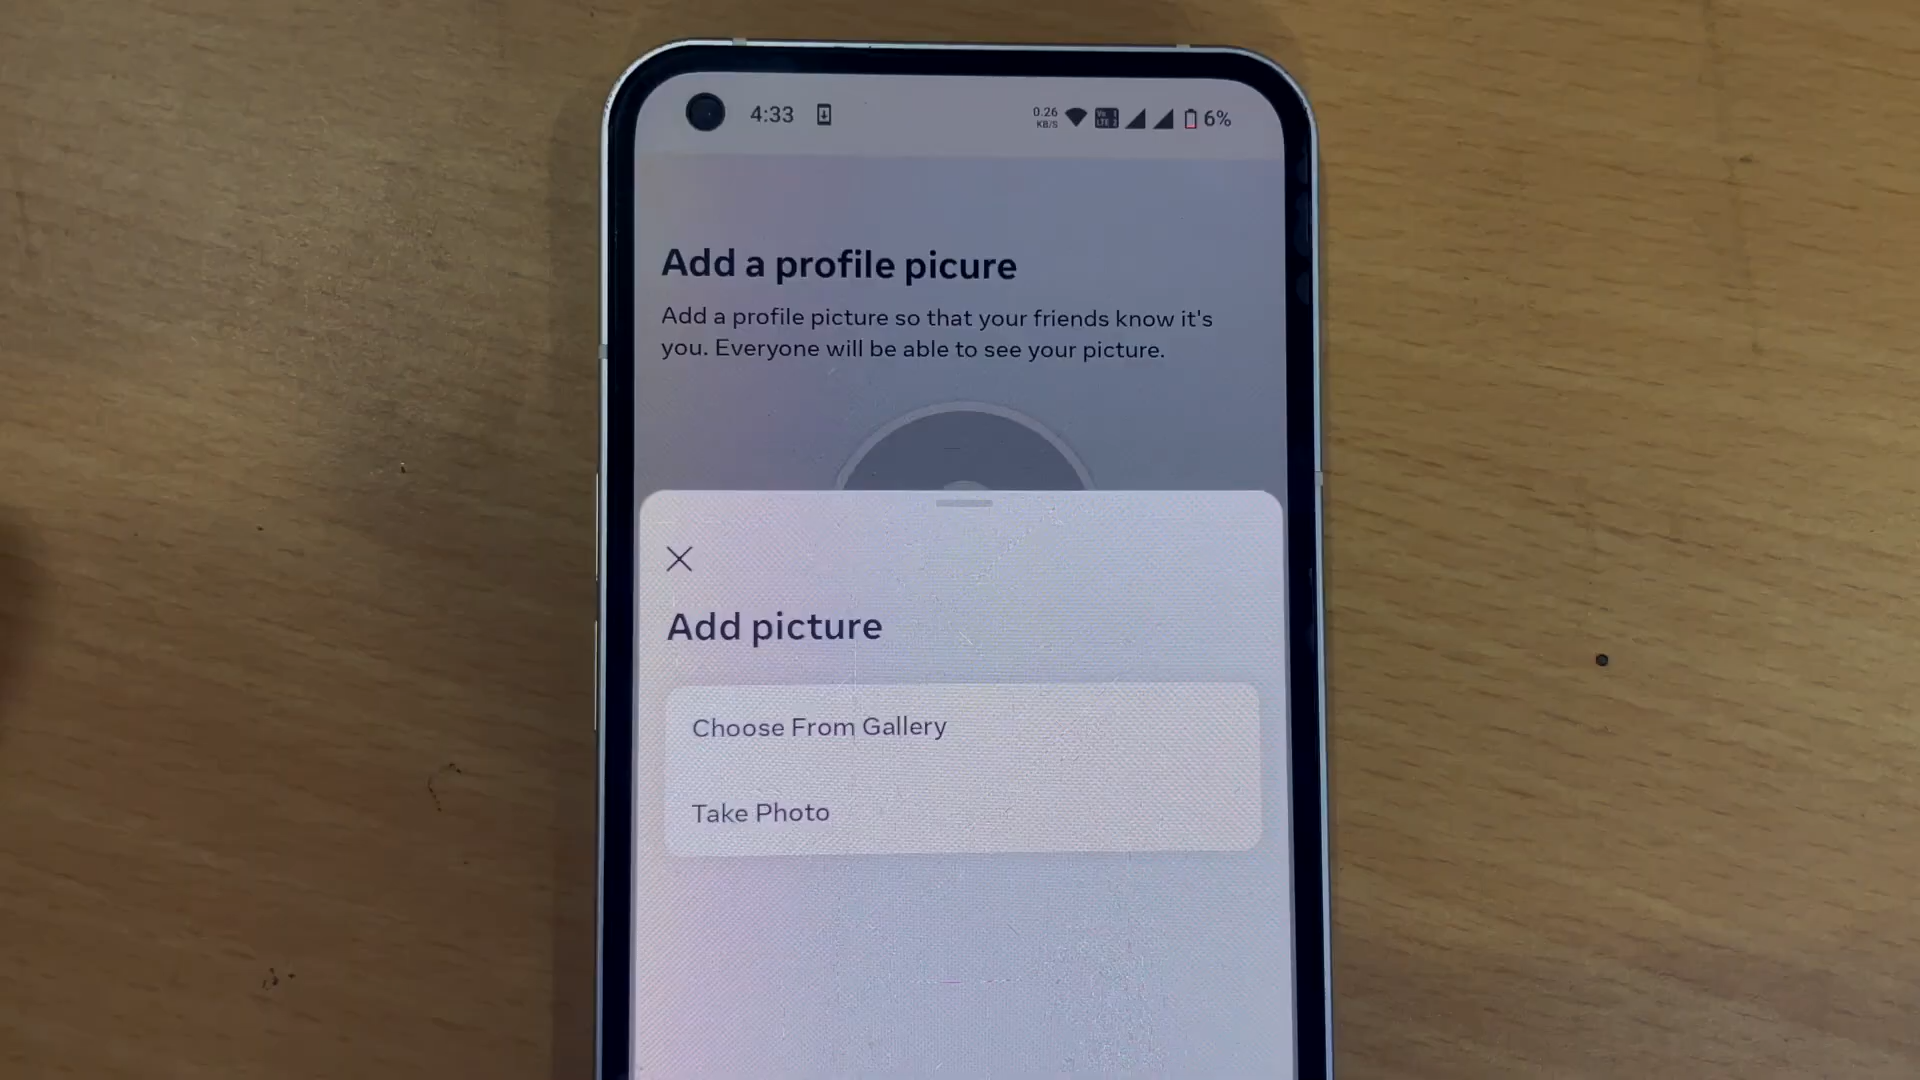 4:33
0.26
KB/S
6%
Add a profile picure
Add a profile picture so that your friends know it's
you. Everyone will be able to see your picture.
Add picture
Choose From Gallery
Take Photo